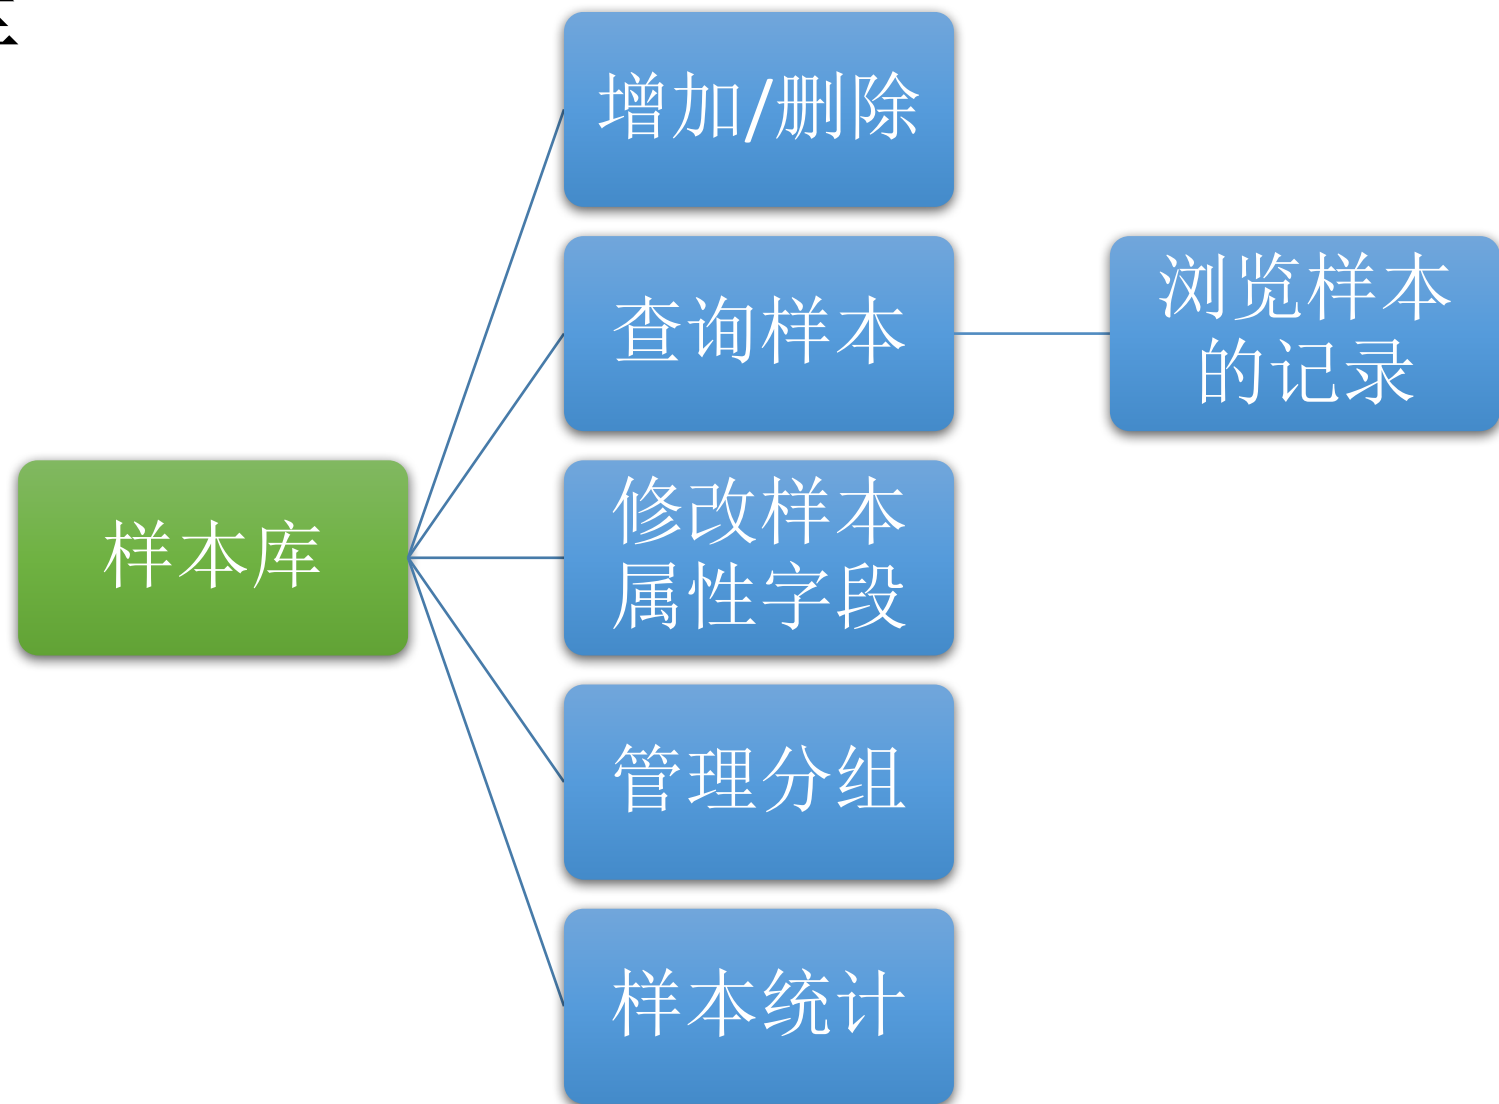 增加/删除
查询样本
浏览样本
的记录
样本库
修改样本
属性字段
管理分组
样本统计